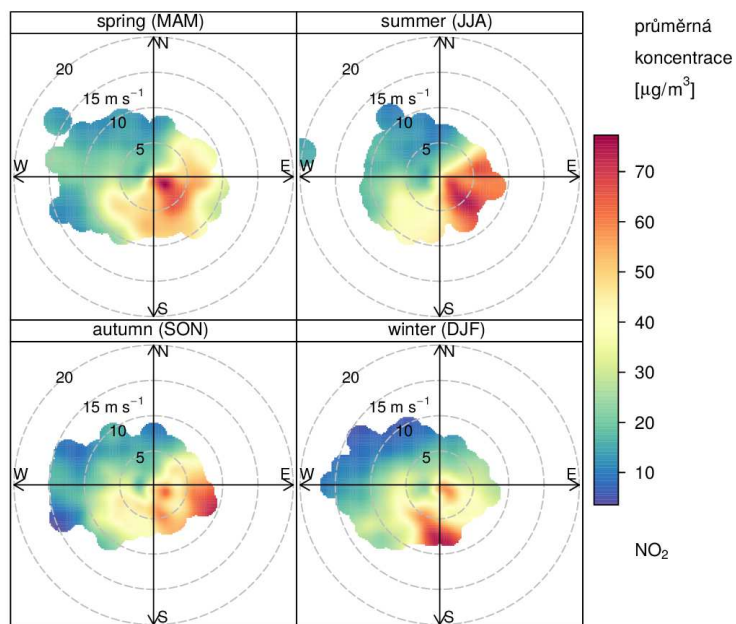 spring (MAM)
N
20
15 m s⁻¹
10
5
W
E
S
summer (JJA)
N
20
15 m s⁻¹
10
5
W
E
S
autumn (SON)
N
20
15 m s⁻¹
10
5
W
E
S
winter (DJF)
N
20
15 m s⁻¹
10
5
W
E
S
průměrná
koncentrace
[µg/m³]
70
60
50
40
30
20
10
NO₂